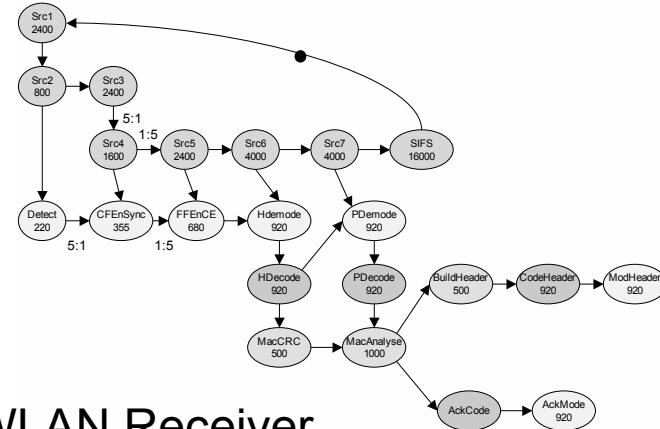 Src1
2400
Src2
800
Src3
2400
5:1
1:5
Src4
1600
Src5
2400
Src6
4000
Src7
4000
SIFS
16000
Detect
220
CFEnSync
355
FFEnCE
680
Hdemode
920
PDemode
920
5:1
1:5
HDecode
920
PDecode
920
BuildHeader
500
CodeHeader
920
ModHeader
920
MacCRC
500
MacAnalyse
1000
AckCode
AckMode
920
WLAN Receiver